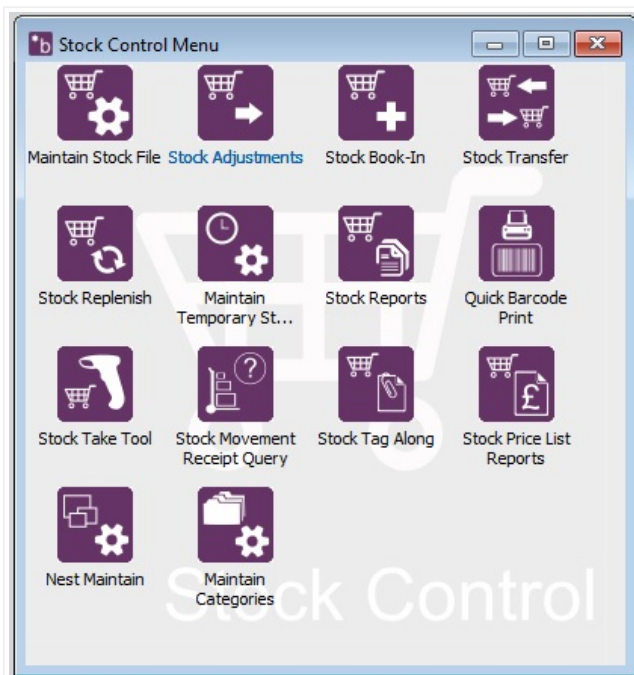 b Stock Control Menu
Maintain Stock File Stock Adjustments Stock Book-In Stock Transfer
Stock Replenish Maintain Temporary St... Stock Reports Quick Barcode Print
Stock Take Tool Stock Movement Receipt Query Stock Tag Along Stock Price List Reports
Nest Maintain Maintain Categories
Stock Control